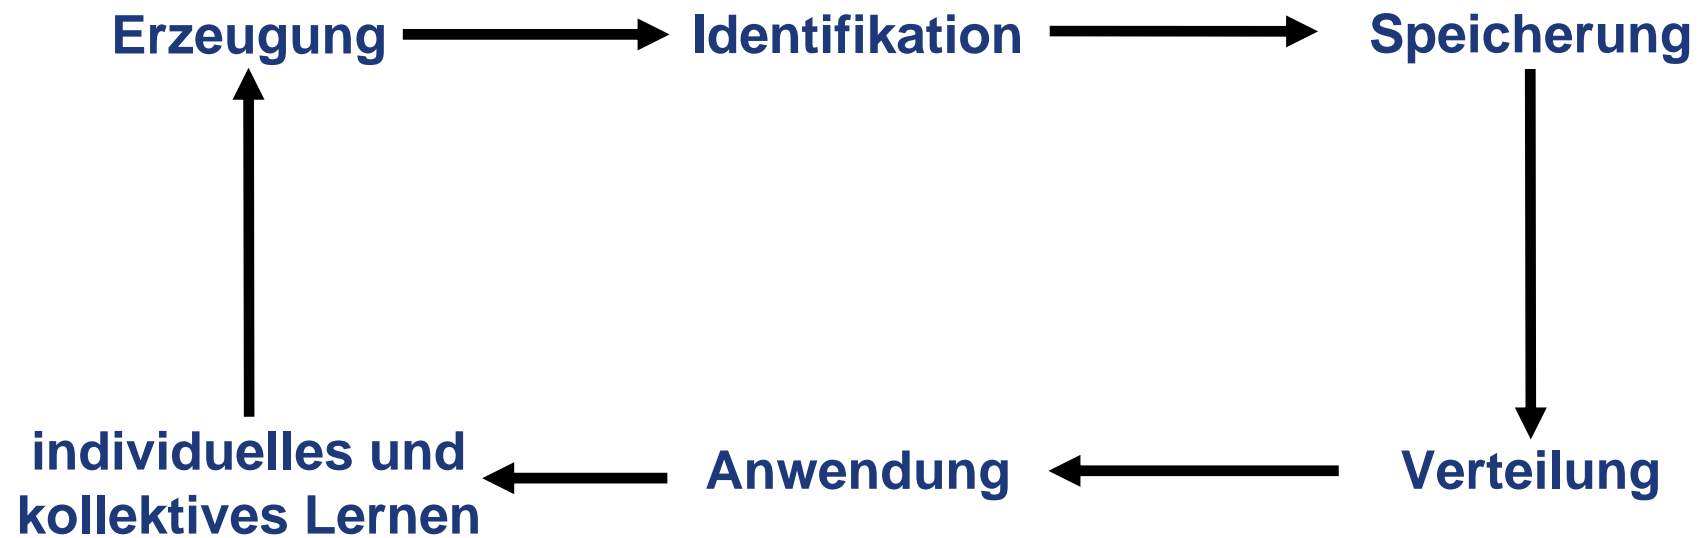 Erzeugung
Identifikation
Speicherung
individuelles und
kollektives Lernen
Anwendung
Verteilung